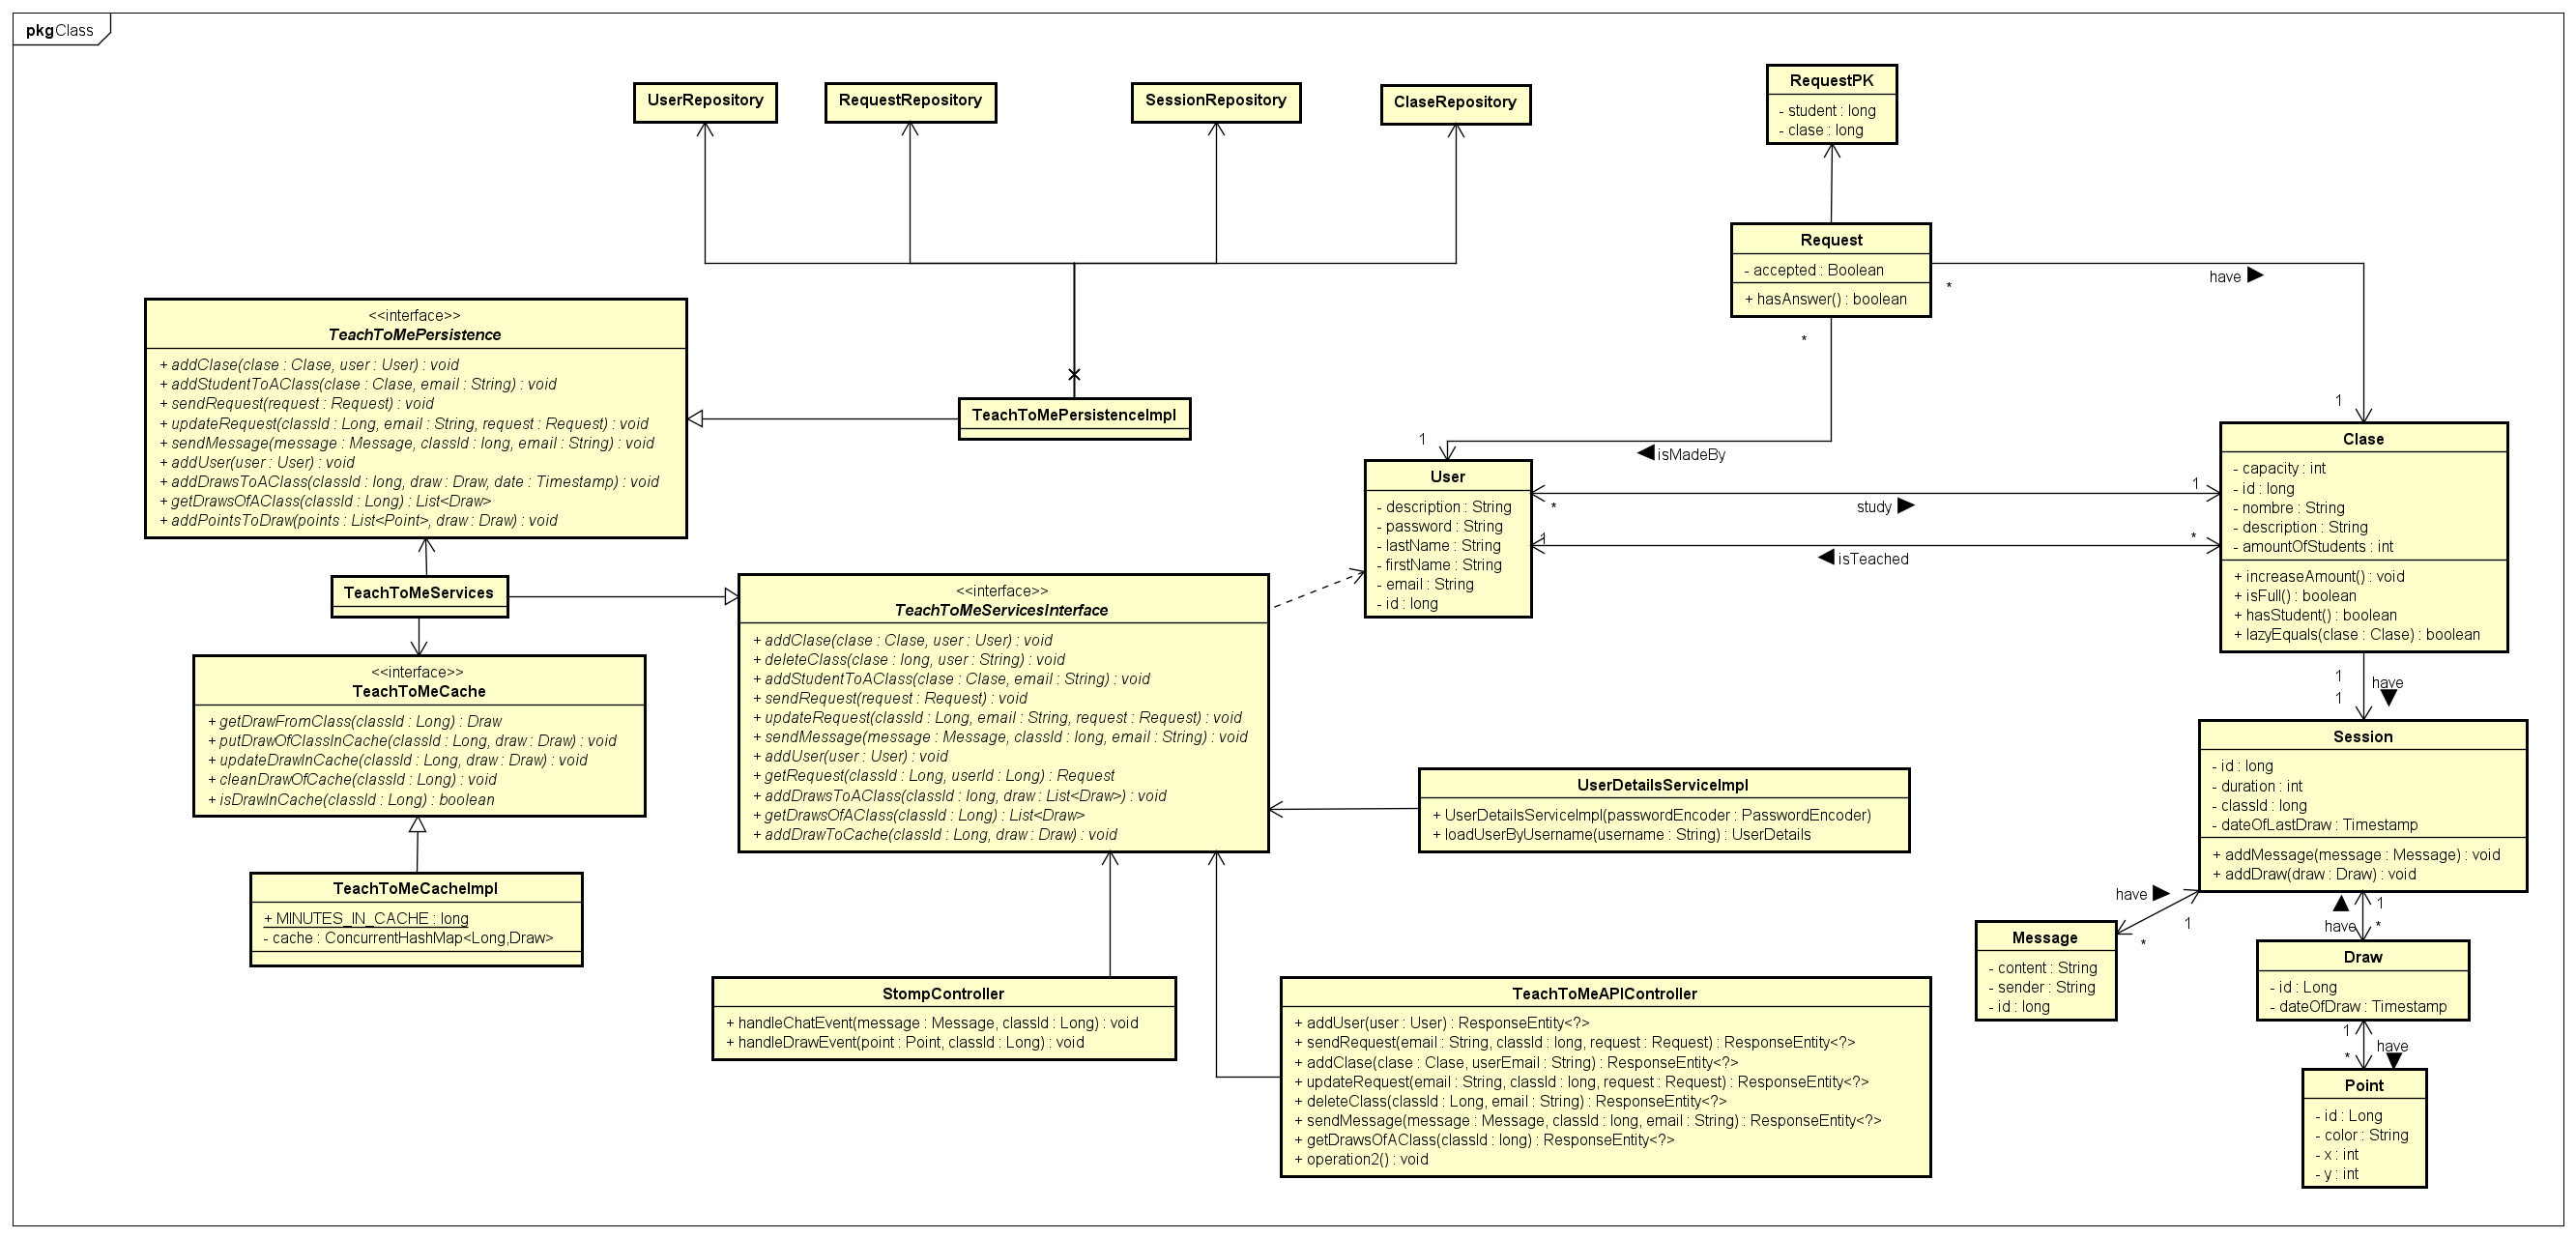 pkgClass
UserRepository
RequestRepository
SessionRepository
ClaseRepository
RequestPK
- student : long
- clase : long
Request
- accepted : Boolean
+ hasAnswer() : boolean
*
have
*
1
1
isMadeBy
<<interface>>
TeachToMePersistence
+ addClase(clase : Clase, user : User) : void
+ addStudentToAClass(clase : Clase, email : String) : void
+ sendRequest(request : Request) : void
+ updateRequest(classId : Long, email : String, request : Request) : void
+ sendMessage(message : Message, classId : long, email : String) : void
+ addUser(user : User) : void
+ addDrawsToAClass(classId : long, draw : Draw, date : Timestamp) : void
+ getDrawsOfAClass(classId : Long) : List<Draw>
+ addPointsToDraw(points : List<Point>, draw : Draw) : void
TeachToMePersistenceImpl
User
- description : String
- password : String
- lastName : String
- firstName : String
- email : String
- id : long
1
*
study
1
*
isTeached
Clase
- capacity : int
- id : long
- nombre : String
- description : String
- amountOfStudents : int
+ increaseAmount() : void
+ isFull() : boolean
+ hasStudent() : boolean
+ lazyEquals(clase : Clase) : boolean
TeachToMeServices
<<interface>>
TeachToMeServicesInterface
+ addClase(clase : Clase, user : User) : void
+ deleteClass(clase : long, user : String) : void
+ addStudentToAClass(clase : Clase, email : String) : void
+ sendRequest(request : Request) : void
+ updateRequest(classId : Long, email : String, request : Request) : void
+ sendMessage(message : Message, classId : long, email : String) : void
+ addUser(user : User) : void
+ getRequest(classId : Long, userId : Long) : Request
+ addDrawsToAClass(classId : long, draw : List<Draw>) : void
+ getDrawsOfAClass(classId : Long) : List<Draw>
+ addDrawToCache(classId : Long, draw : Draw) : void
<<interface>>
TeachToMeCache
+ getDrawFromClass(classId : Long) : Draw
+ putDrawOfClassInCache(classId : Long, draw : Draw) : void
+ updateDrawInCache(classId : Long, draw : Draw) : void
+ cleanDrawOfCache(classId : Long) : void
+ isDrawInCache(classId : Long) : boolean
TeachToMeCacheImpl
+ MINUTES_IN_CACHE : long
- cache : ConcurrentHashMap<Long,Draw>
UserDetailsServiceImpl
+ UserDetailsServiceImpl(passwordEncoder : PasswordEncoder)
+ loadUserByUsername(username : String) : UserDetails
1
have
1
Session
- id : long
- duration : int
- classId : long
- dateOfLastDraw : Timestamp
+ addMessage(message : Message) : void
+ addDraw(draw : Draw) : void
have
1
*
1
have
*
Message
- content : String
- sender : String
- id : long
Draw
- id : Long
- dateOfDraw : Timestamp
1
have
*
Point
- id : Long
- color : String
- x : int
- y : int
StompController
+ handleChatEvent(message : Message, classId : Long) : void
+ handleDrawEvent(point : Point, classId : Long) : void
TeachToMeAPIController
+ addUser(user : User) : ResponseEntity<?>
+ sendRequest(email : String, classId : long, request : Request) : ResponseEntity<?>
+ addClase(clase : Clase, userEmail : String) : ResponseEntity<?>
+ updateRequest(email : String, classId : long, request : Request) : ResponseEntity<?>
+ deleteClass(classId : Long, email : String) : ResponseEntity<?>
+ sendMessage(message : Message, classId : long, email : String) : ResponseEntity<?>
+ getDrawsOfAClass(classId : long) : ResponseEntity<?>
+ operation2() : void